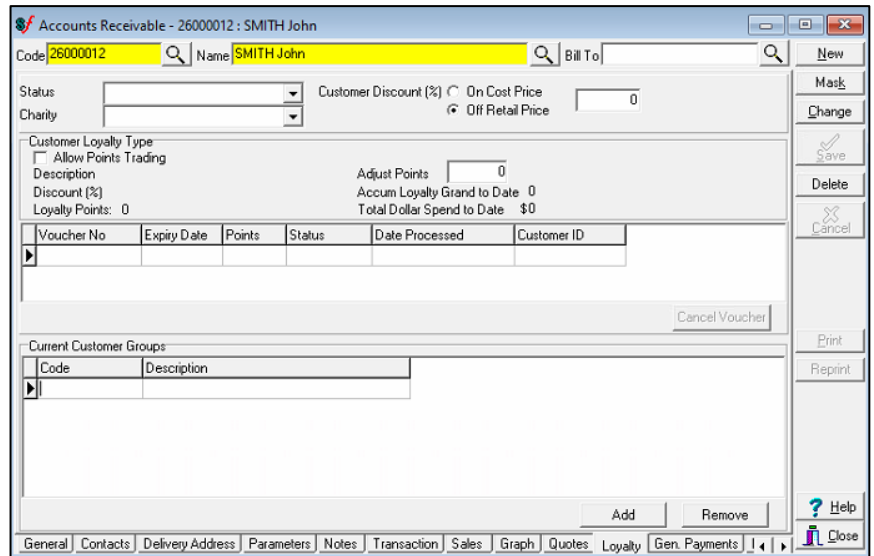 Accounts Receivable - 26000012 : SMITH John
Code 26000012 Name SMITH John Bill To New
Mask
Status Customer Discount (%) On Cost Price 0
Charity Off Retail Price Change
Customer Loyalty Type Save
Allow Points Trading
Description Adjust Points 0
Discount (%) Accum Loyalty Grand to Date 0 Delete
Loyalty Points: 0 Total Dollar Spend to Date $0
Cancel
Voucher No Expiry Date Points Status Date Processed Customer ID
Cancel Voucher
Print
Current Customer Groups
Code Description Reprint
Add Remove Help
General Contacts Delivery Address Parameters Notes Transaction Sales Graph Quotes Loyalty Gen. Payments Close